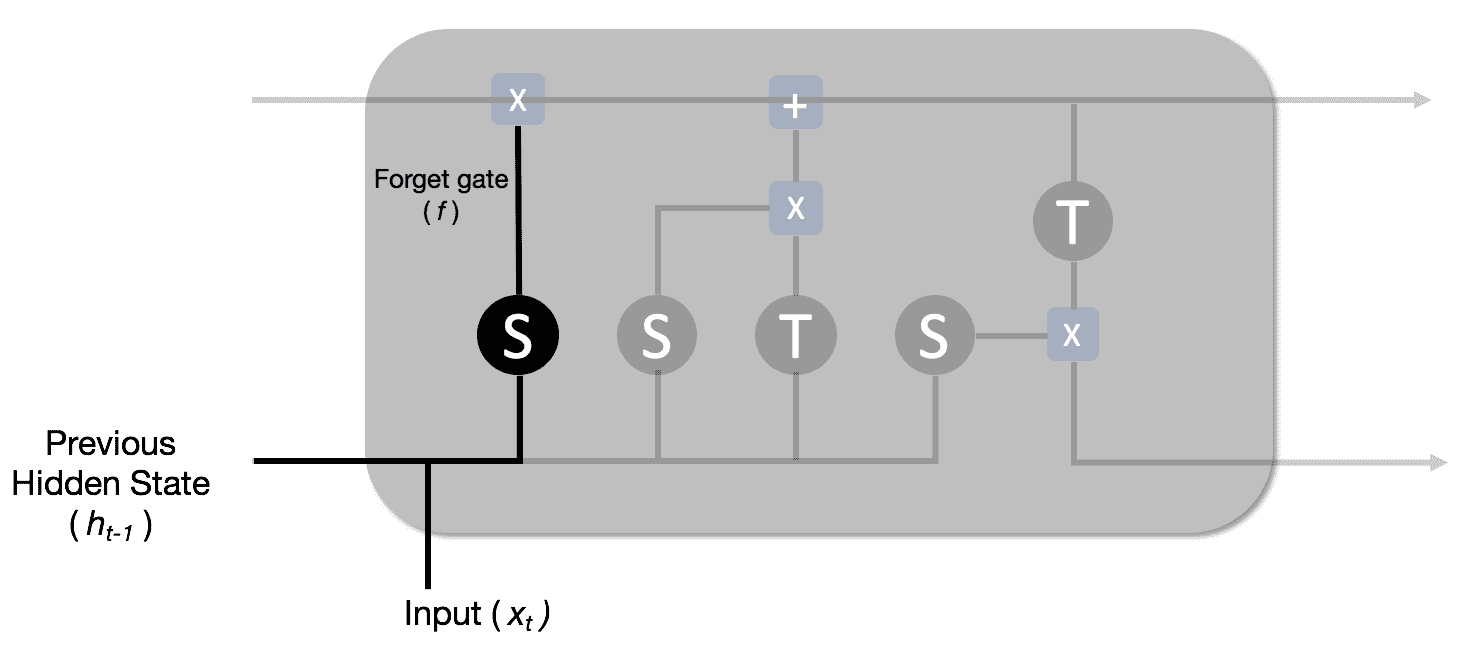 X
+
Forget gate
( f )
X
T
S
S
T
S
X
Previous
Hidden State
( h_{t-1} )
Input ( x_t )